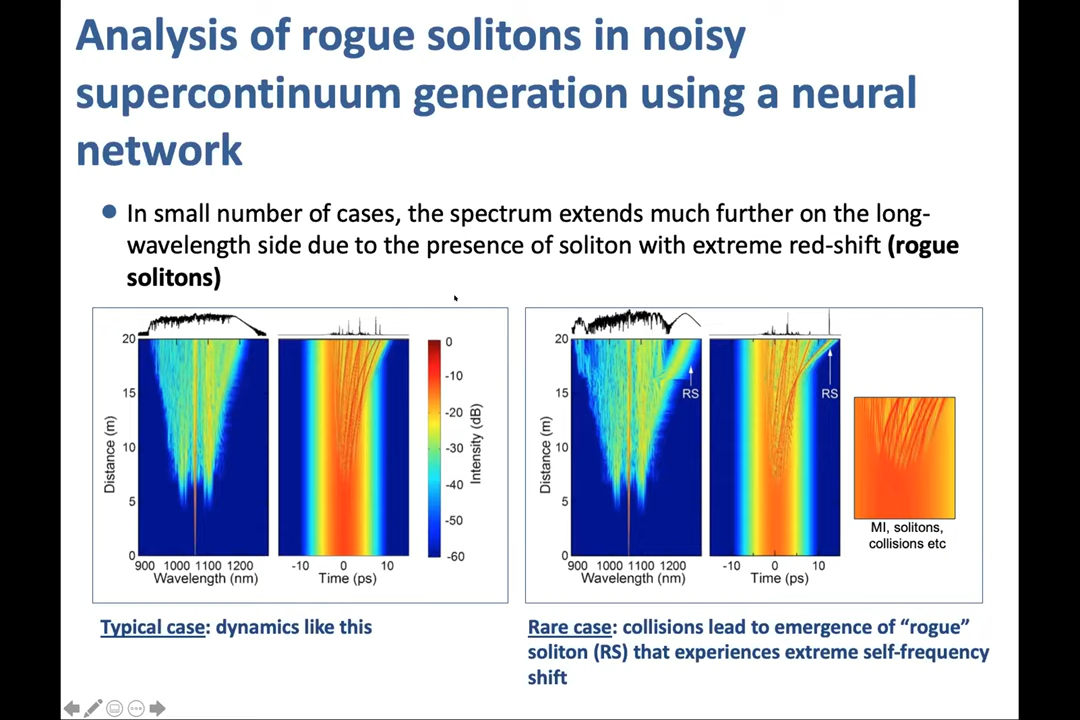 Analysis of rogue solitons in noisy
supercontinuum generation using a neural
network
In small number of cases, the spectrum extends much further on the long-
wavelength side due to the presence of soliton with extreme red-shift (rogue
solitons)
20
15
10
5
0
Distance (m)
900 1000 1100 1200
Wavelength (nm)
-10 0 10
Time (ps)
0
-10
-20
-30
-40
-50
-60
Intensity (dB)
20
15
10
5
0
Distance (m)
RS
900 1000 1100 1200
Wavelength (nm)
RS
-10 0 10
Time (ps)
MI, solitons,
collisions etc
Typical case: dynamics like this
Rare case: collisions lead to emergence of “rogue”
soliton (RS) that experiences extreme self-frequency
shift